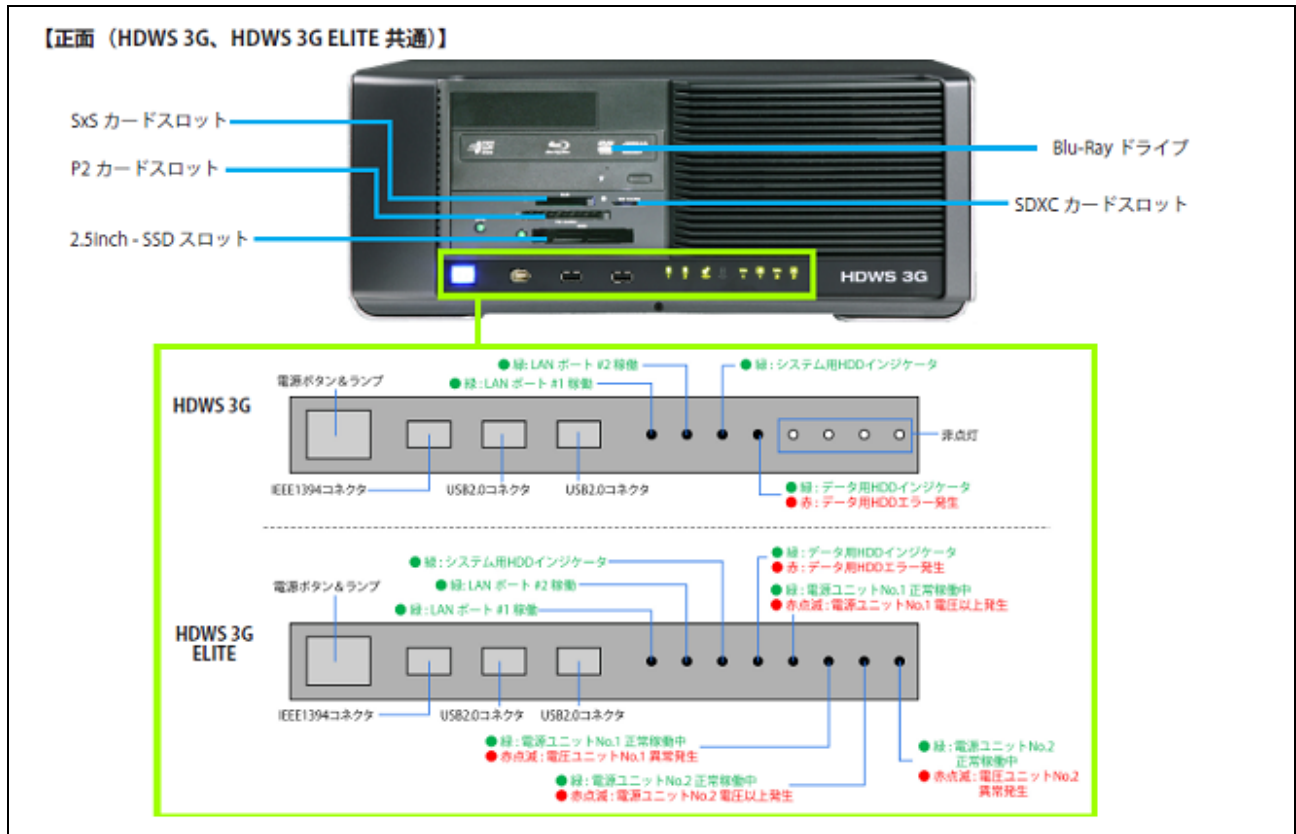 【正面（HDWS 3G、HDWS 3G ELITE 共通）】
SxS カードスロット
P2 カードスロット
2.5Inch - SSD スロット
Blu-Ray ドライブ
SDXC カードスロット
HDWS 3G
HDWS 3G
電源ボタン&ランプ
●緑：LAN ポート #2 稼働
●緑：LAN ポート #1 稼働
●緑：システム用HDDインジケータ
非点灯
IEEE1394コネクタ
USB2.0コネクタ
USB2.0コネクタ
●緑：データ用HDDインジケータ
●赤：データ用HDDエラー発生
HDWS 3G
ELITE
電源ボタン&ランプ
●緑：システム用HDDインジケータ
●緑：LAN ポート #2 稼働
●緑：LAN ポート #1 稼働
●緑：データ用HDDインジケータ
●赤：データ用HDDエラー発生
●緑：電源ユニットNo.1 正常稼働中
●赤点滅：電源ユニットNo.1 電圧以上発生
IEEE1394コネクタ
USB2.0コネクタ
USB2.0コネクタ
●緑：電源ユニットNo.1 正常稼働中
●赤点滅：電圧ユニットNo.1 異常発生
●緑：電源ユニットNo.2 正常稼働中
●赤点滅：電源ユニットNo.2 電圧以上発生
●緑：電源ユニットNo.2
正常稼働中
●赤点滅：電圧ユニットNo.2
異常発生